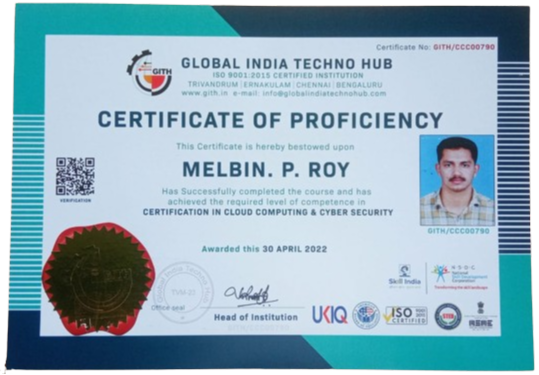 Certificate No: GITH/CCC00790
GITH
GLOBAL INDIA TECHNO HUB
ISO 9001:2015 CERTIFIED INSTITUTION
TRIVANDRUM | ERNAKULAM | CHENNAI | BENGALURU
www.gith.in e-mail: info@globalindiatechnohub.com
CERTIFICATE OF PROFICIENCY
This Certificate is hereby bestowed upon
MELBIN. P. ROY
Has Successfully completed the course and has
achieved the required level of competence in
CERTIFICATION IN CLOUD COMPUTING & CYBER SECURITY
VERIFICATION
GITH/CCC00790
Awarded this 30 APRIL 2022
Global India Techno Hub
Office seal
Head of Institution
Skill India
N·S·D·C
National
Skill Development
Corporation
UKIQ
ISO
CERTIFIED
MSME